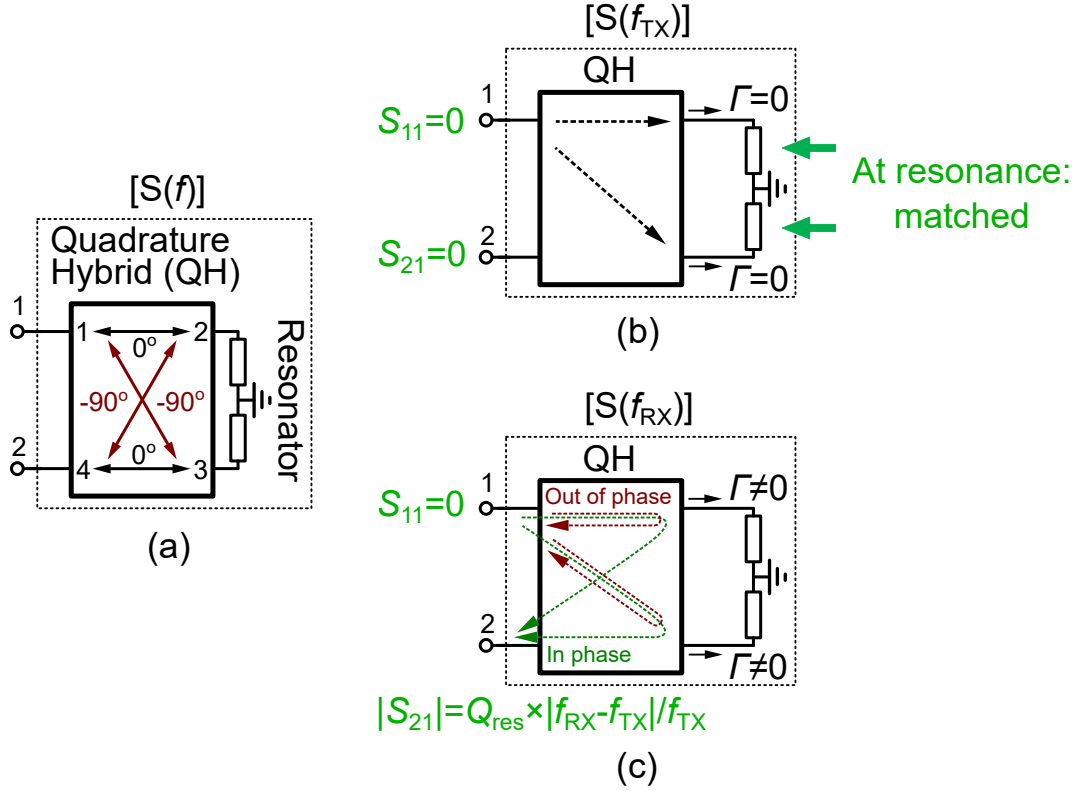 [S(f)]
Quadrature
Hybrid (QH)
1
2
1
2
4
3
0°
-90°
-90°
0°
Resonator
(a)
[S(fTX)]
QH
1
S11=0
Γ=0
At resonance:
matched
2
S21=0
Γ=0
(b)
[S(fRX)]
QH
1
S11=0
Out of phase
Γ≠0
2
In phase
Γ≠0
|S21|=Qres×|fRX-fTX|/fTX
(c)